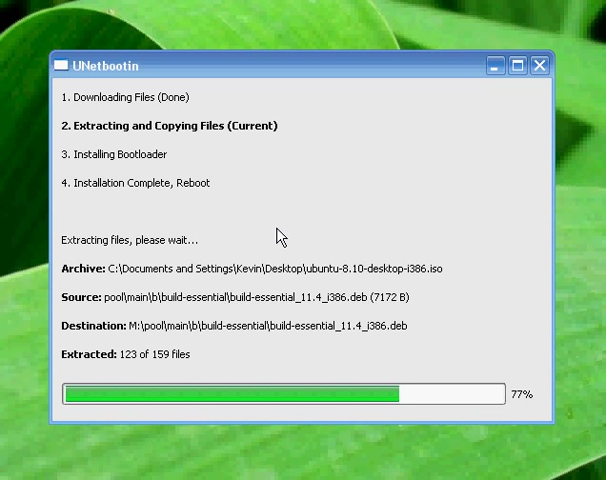 UNetbootin
1. Downloading Files (Done)
2. Extracting and Copying Files (Current)
3. Installing Bootloader
4. Installation Complete, Reboot
Extracting files, please wait...
Archive: C:\Documents and Settings\Kevin\Desktop\ubuntu-8.10-desktop-i386.iso
Source: pool\main\b\build-essential\build-essential_11.4_i386.deb (7172 B)
Destination: M:\pool\main\b\build-essential\build-essential_11.4_i386.deb
Extracted: 123 of 159 files
77%